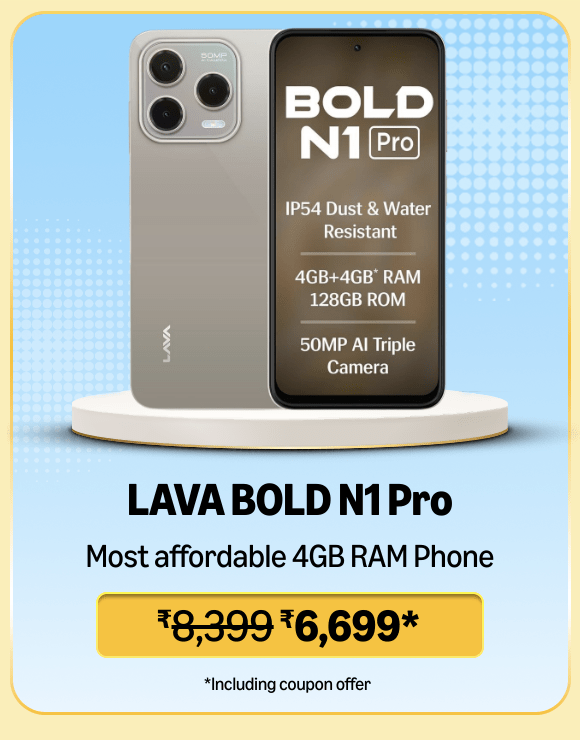 50MP
BOLD
N1 Pro
IP54 Dust & Water
Resistant
4GB+4GB* RAM
128GB ROM
50MP AI Triple
Camera
LAVA
LAVA BOLD N1 Pro
Most affordable 4GB RAM Phone
₹8,399 ₹6,699*
*Including coupon offer